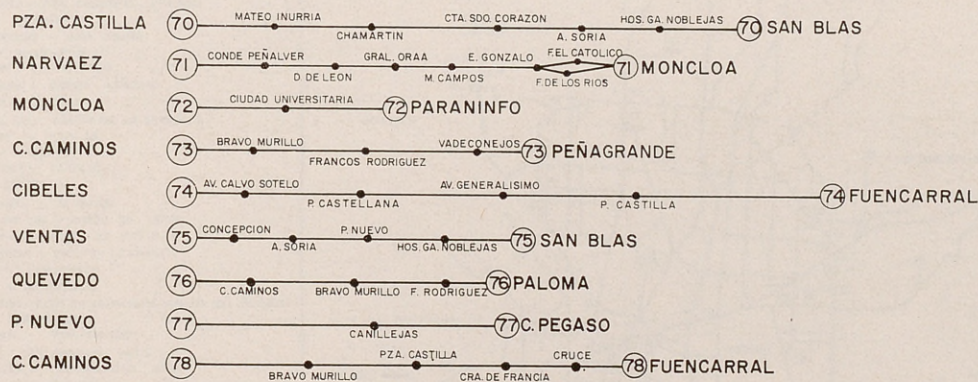 PZA. CASTILLA 70 MATEO INURRIA CHAMARTIN CTA. SDO. CORAZON A. SORIA HOS. GA. NOBLEJAS 70 SAN BLAS
NARVAEZ 71 CONDE PEÑALVER D. DE LEON GRAL. ORAA M. CAMPOS E. GONZALO F. EL CATOLICO F. DE LOS RIOS 71 MONCLOA
MONCLOA 72 CIUDAD UNIVERSITARIA 72 PARANINFO
C. CAMINOS 73 BRAVO MURILLO FRANCOS RODRIGUEZ VADECONEJOS 73 PEÑAGRANDE
CIBELES 74 AV. CALVO SOTELO P. CASTELLANA AV. GENERALISIMO P. CASTILLA 74 FUENCARRAL
VENTAS 75 CONCEPCION A. SORIA P. NUEVO HOS. GA. NOBLEJAS 75 SAN BLAS
QUEVEDO 76 C. CAMINOS BRAVO MURILLO F. RODRIGUEZ 76 PALOMA
P. NUEVO 77 CANILLEJAS 77 C. PEGASO
C. CAMINOS 78 BRAVO MURILLO PZA. CASTILLA CRA. DE FRANCIA CRUCE 78 FUENCARRAL